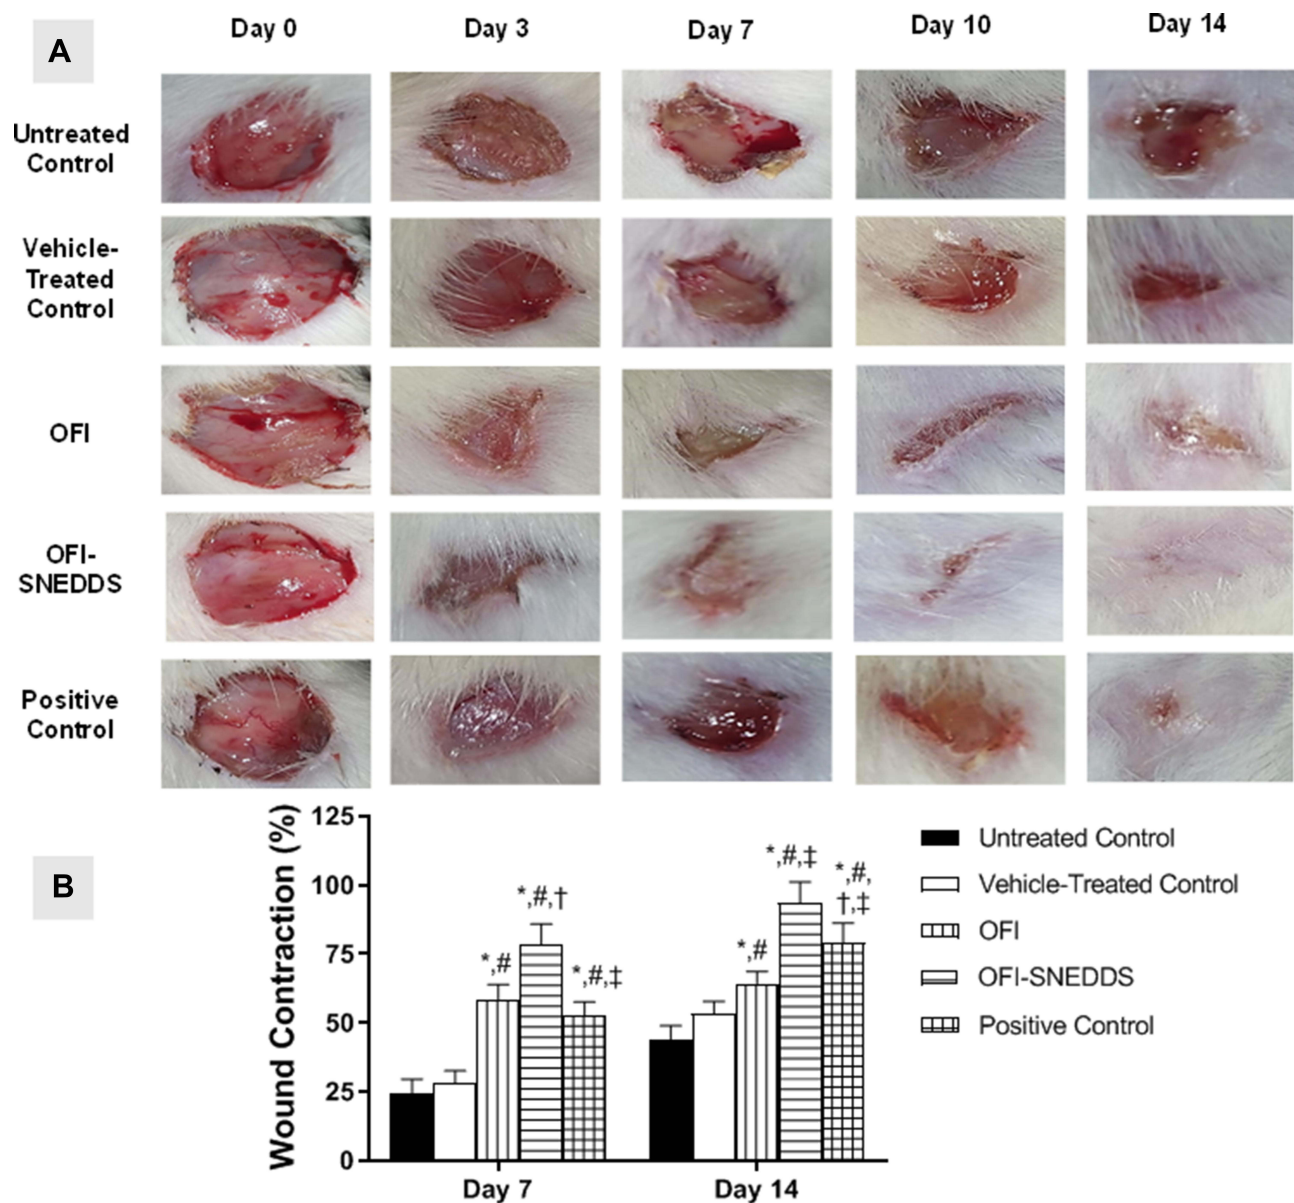 A
Day 0
Day 3
Day 7
Day 10
Day 14
Untreated
Control
Vehicle-
Treated
Control
OFI
OFI-
SNEDDS
Positive
Control
B
Wound Contraction (%)
125
100
75
50
25
0
*,#
*,#,†
*,#,‡
*,#
*,#,‡
*,#,
†,‡
Day 7
Day 14
Untreated Control
Vehicle-Treated Control
OFI
OFI-SNEDDS
Positive Control